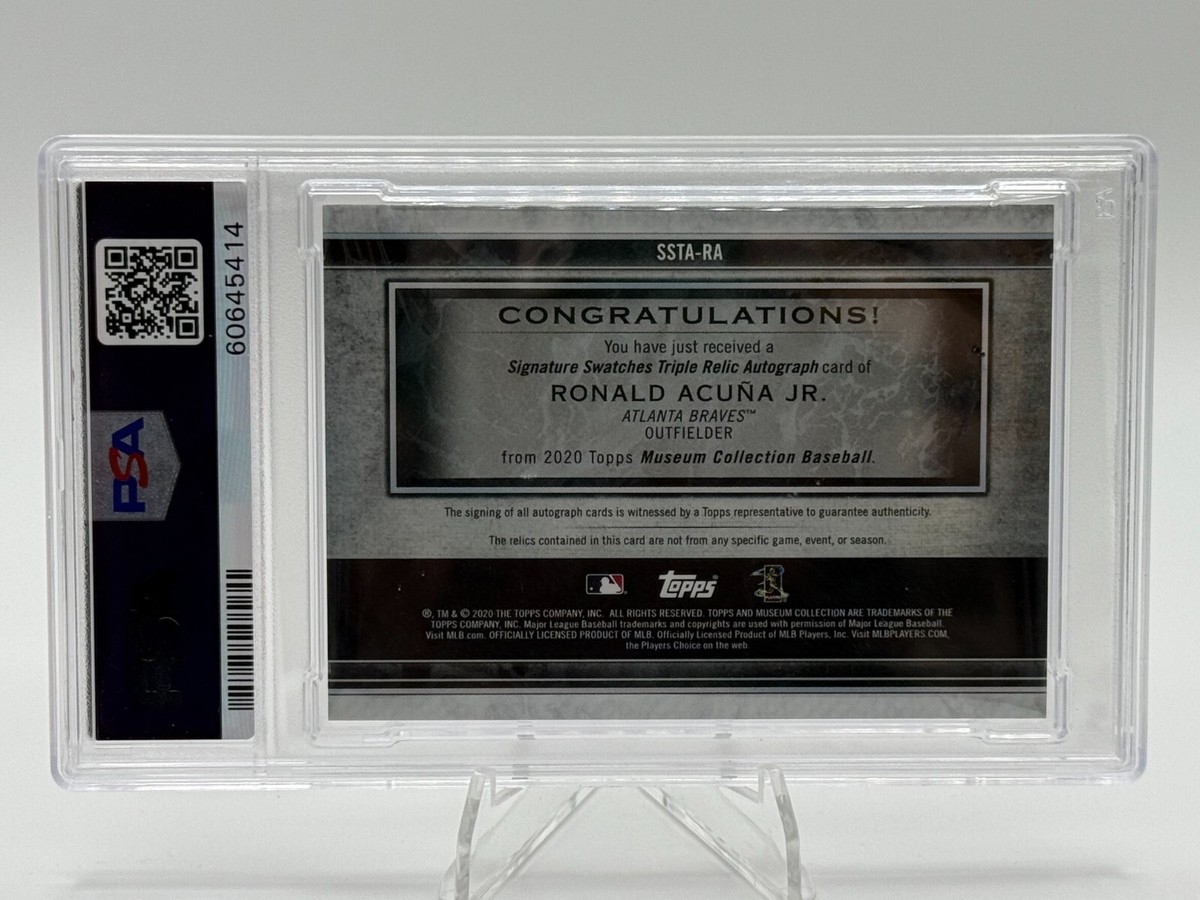 60645414
PSA
SSTA-RA
CONGRATULATIONS!
You have just received a
Signature Swatches Triple Relic Autograph card of
RONALD ACUÑA JR.
ATLANTA BRAVES™
OUTFIELDER
from 2020 Topps Museum Collection Baseball.
The signing of all autograph cards is witnessed by a Topps representative to guarantee authenticity.
The relics contained in this card are not from any specific game, event, or season.
Topps
®, TM & © 2020 THE TOPPS COMPANY, INC. ALL RIGHTS RESERVED. TOPPS AND MUSEUM COLLECTION ARE TRADEMARKS OF THE
TOPPS COMPANY, INC. Major League Baseball trademarks and copyrights are used with permission of Major League Baseball.
Visit MLB.com. OFFICIALLY LICENSED PRODUCT OF MLB. Officially Licensed Product of MLB Players, Inc. Visit MLBPLAYERS.COM,
the Players Choice on the web.